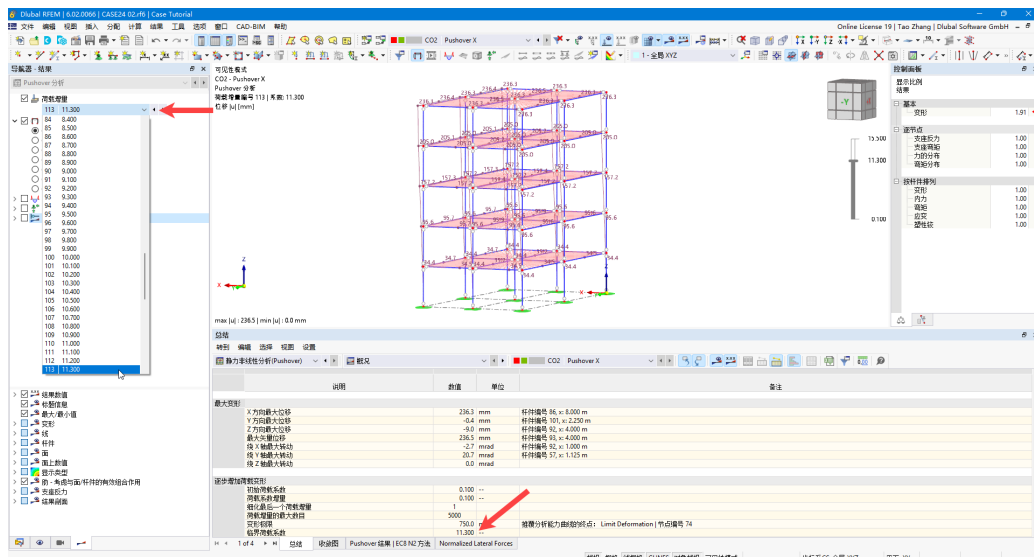 Dlubal RFEM | 6.02.0066 | CASE24 02.rf6 | Case Tutorial
文件 编辑 视图 插入 分配 计算 结果 工具 选项 窗口 CAD-BIM 帮助
Online License 19 | Tao Zhang | Dlubal Software GmbH
CO2 Pushover X
1 - 全局 XYZ
导航器 - 结果
Pushover 分析
荷载增量
113 11.300
84 8.400
85 8.500
86 8.600
87 8.700
88 8.800
89 8.900
90 9.000
91 9.100
92 9.200
93 9.300
94 9.400
95 9.500
96 9.600
97 9.700
98 9.800
99 9.900
100 10.000
101 10.100
102 10.200
103 10.300
104 10.400
105 10.500
106 10.600
107 10.700
108 10.800
109 10.900
110 11.000
111 11.100
112 11.200
113 11.300
结果数值
标题信息
最大/最小值
变形
线
杆件
面
面上数值
显示类型
肋 - 考虑与面/杆件的有效组合作用
支座反力
结果剖面
可见性模式
CO2 - Pushover X
Pushover 分析
荷载增量编号 113 | 系数: 11.300
位移 |u| [mm]
236.3
205.0
157.2
95.6
34.4
Z
X
max |u| : 236.5 | min |u| : 0.0 mm
-Y
15.500
11.300
0.100
控制面板
显示比例
结果
基本
变形 1.91
逐节点
支座反力 1.00
支座弯矩 1.00
力的分布 1.00
弯矩分布 1.00
按杆件排列
变形 1.00
内力 1.00
弯矩 1.00
应变 1.00
塑性铰 1.00
总结
转到 编辑 选择 视图 设置
静力非线性分析(Pushover) 概况 CO2 Pushover X
说明 数值 单位 备注
最大变形
X 方向最大位移 236.3 mm 杆件编号 86, x: 8.000 m
Y 方向最大位移 -0.4 mm 杆件编号 101, x: 2.250 m
Z 方向最大位移 -9.0 mm 杆件编号 92, x: 4.000 m
最大矢量位移 236.5 mm 杆件编号 93, x: 4.000 m
绕 X 轴最大转动 -2.7 mrad 杆件编号 92, x: 1.000 m
绕 Y 轴最大转动 20.7 mrad 杆件编号 57, x: 1.125 m
绕 Z 轴最大转动 0.0 mrad
逐步增加荷载变形
初始荷载系数 0.100 --
荷载系数增量 0.100 --
细化最后一个荷载增量 1
荷载增量的最大数目 5000
变形极限 750.0 推覆分析能力曲线的终点： Limit Deformation | 节点编号 74
临界荷载系数 11.300 --
1 of 4 总结 收敛图 Pushover 结果 | EC8 N2 方法 Normalized Lateral Forces